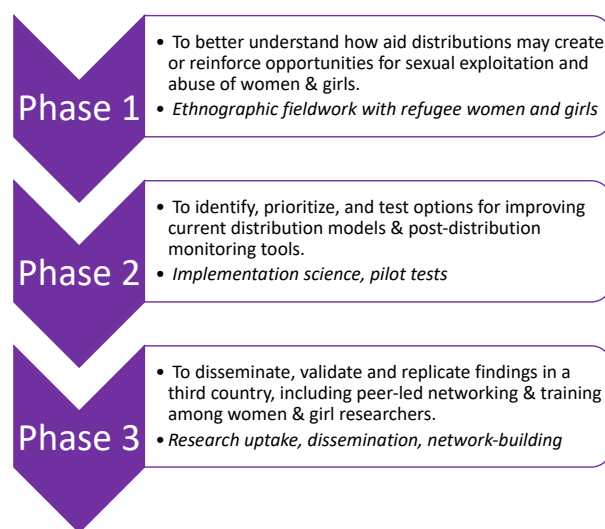 Phase 1
• To better understand how aid distributions may create
or reinforce opportunities for sexual exploitation and
abuse of women & girls.
• Ethnographic fieldwork with refugee women and girls
Phase 2
• To identify, prioritize, and test options for improving
current distribution models & post-distribution
monitoring tools.
• Implementation science, pilot tests
Phase 3
• To disseminate, validate and replicate findings in a
third country, including peer-led networking & training
among women & girl researchers.
• Research uptake, dissemination, network-building